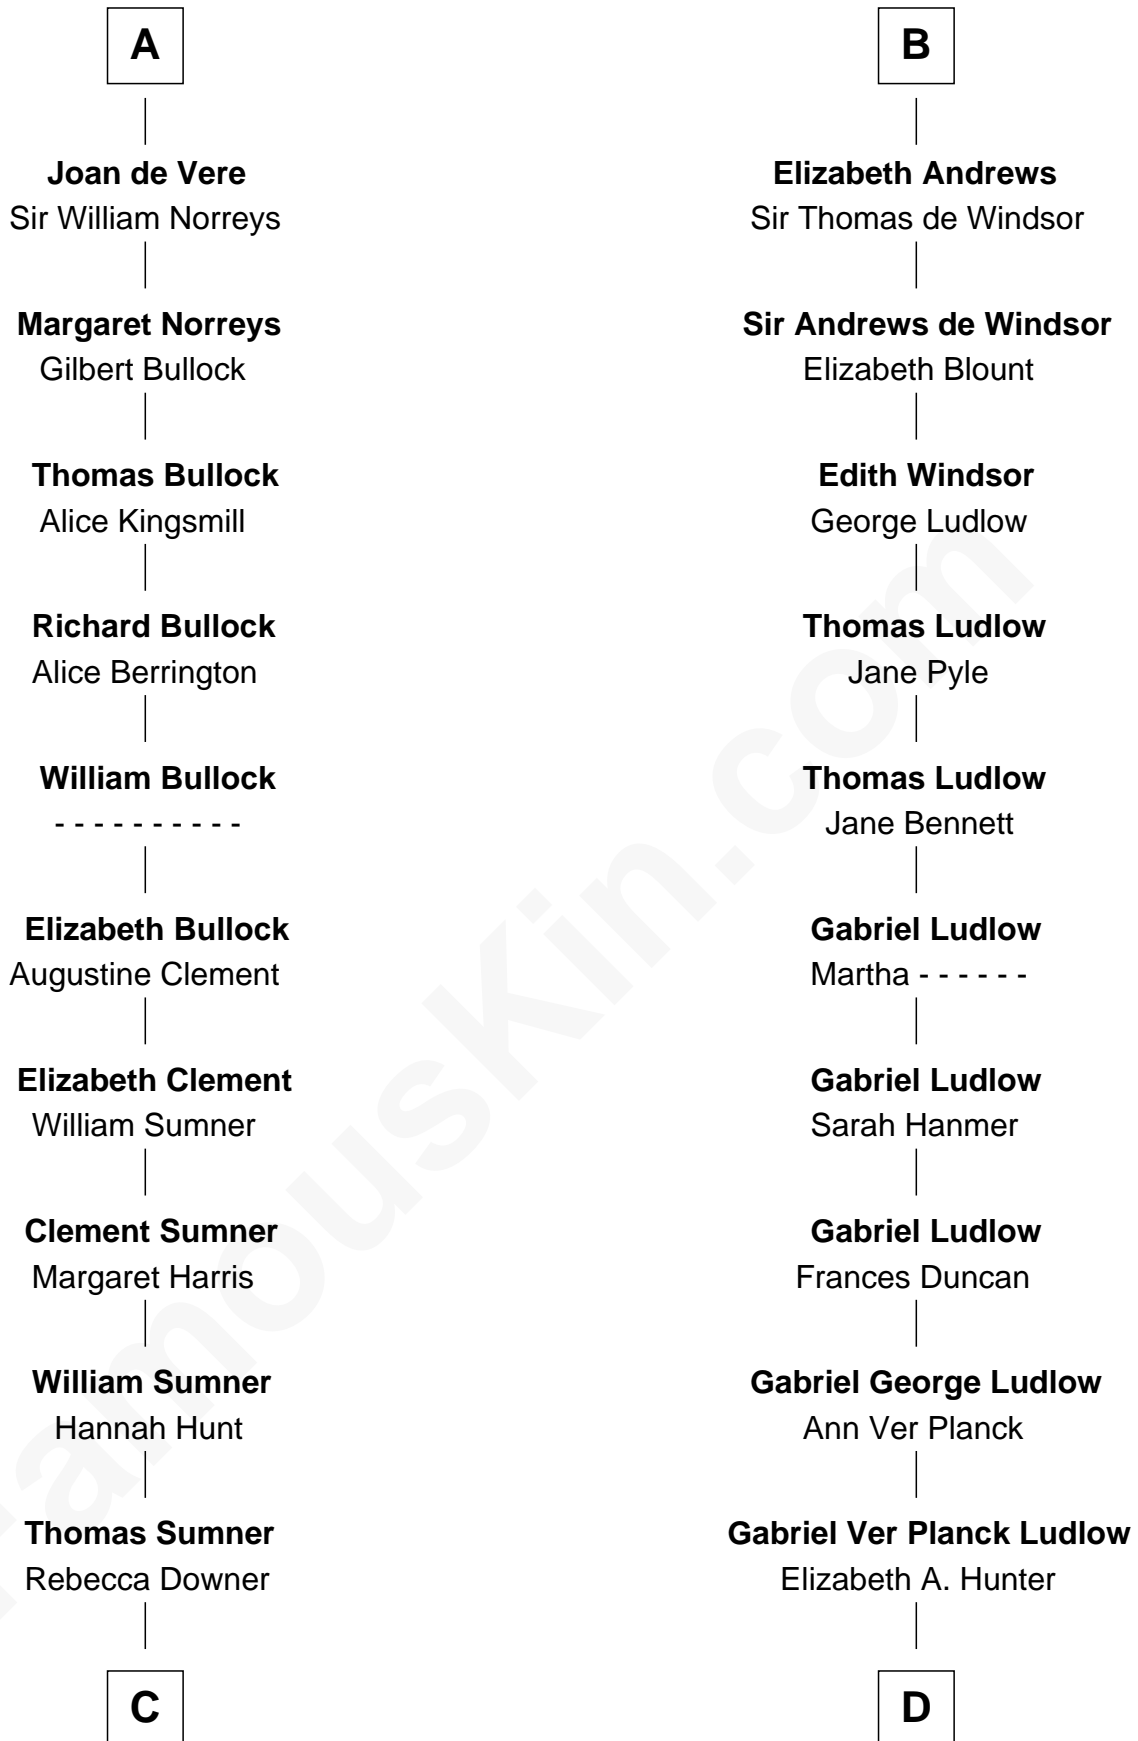 A
Joan de Vere
Sir William Norreys
Margaret Norreys
Gilbert Bullock
Thomas Bullock
Alice Kingsmill
Richard Bullock
Alice Berrington
William Bullock
- - - - - - - - - -
Elizabeth Bullock
Augustine Clement
Elizabeth Clement
William Sumner
Clement Sumner
Margaret Harris
William Sumner
Hannah Hunt
Thomas Sumner
Rebecca Downer
C
B
Elizabeth Andrews
Sir Thomas de Windsor
Sir Andrews de Windsor
Elizabeth Blount
Edith Windsor
George Ludlow
Thomas Ludlow
Jane Pyle
Thomas Ludlow
Jane Bennett
Gabriel Ludlow
Martha - - - - - -
Gabriel Ludlow
Sarah Hanmer
Gabriel Ludlow
Frances Duncan
Gabriel George Ludlow
Ann Ver Planck
Gabriel Ver Planck Ludlow
Elizabeth A. Hunter
D
FamousKin.com